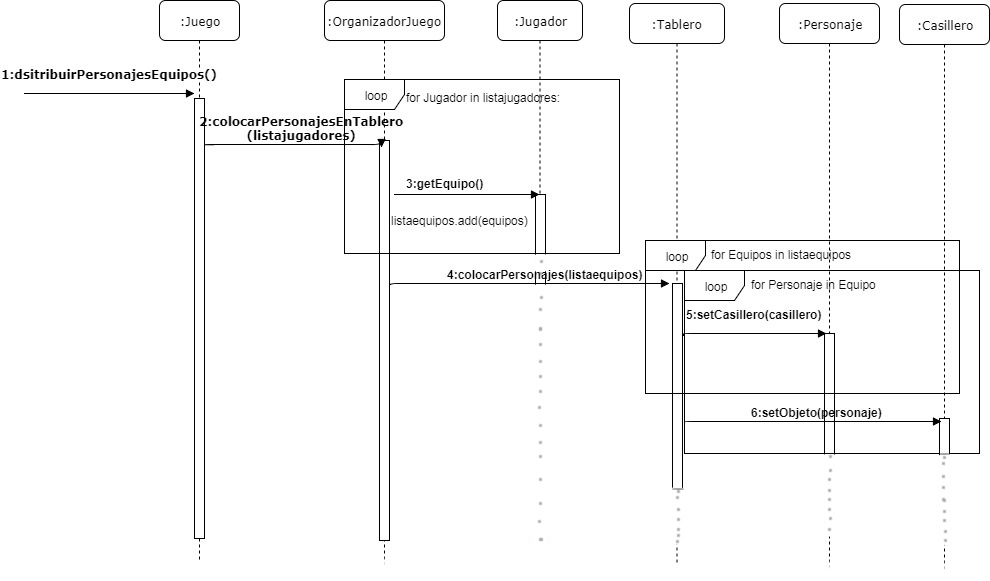 :Juego
:OrganizadorJuego
:Jugador
:Tablero
:Personaje
:Casillero
1:dsitribuirPersonajesEquipos()
loop
for Jugador in listajugadores:
2:colocarPersonajesEnTablero
(listajugadores)
3:getEquipo()
listaequipos.add(equipos)
loop
for Equipos in listaequipos
4:colocarPersonajes(listaequipos)
loop
for Personaje in Equipo
5:setCasillero(casillero)
6:setObjeto(personaje)